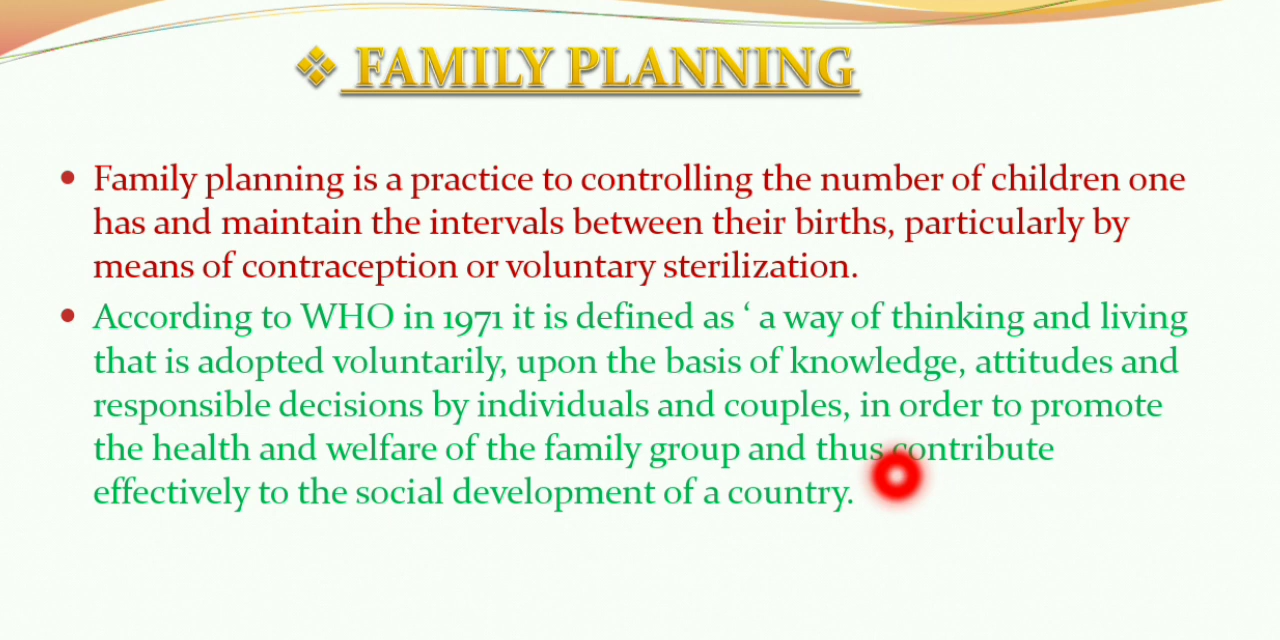 ❖ FAMILY PLANNING
• Family planning is a practice to controlling the number of children one
has and maintain the intervals between their births, particularly by
means of contraception or voluntary sterilization.
• According to WHO in 1971 it is defined as ‘ a way of thinking and living
that is adopted voluntarily, upon the basis of knowledge, attitudes and
responsible decisions by individuals and couples, in order to promote
the health and welfare of the family group and thus contribute
effectively to the social development of a country.